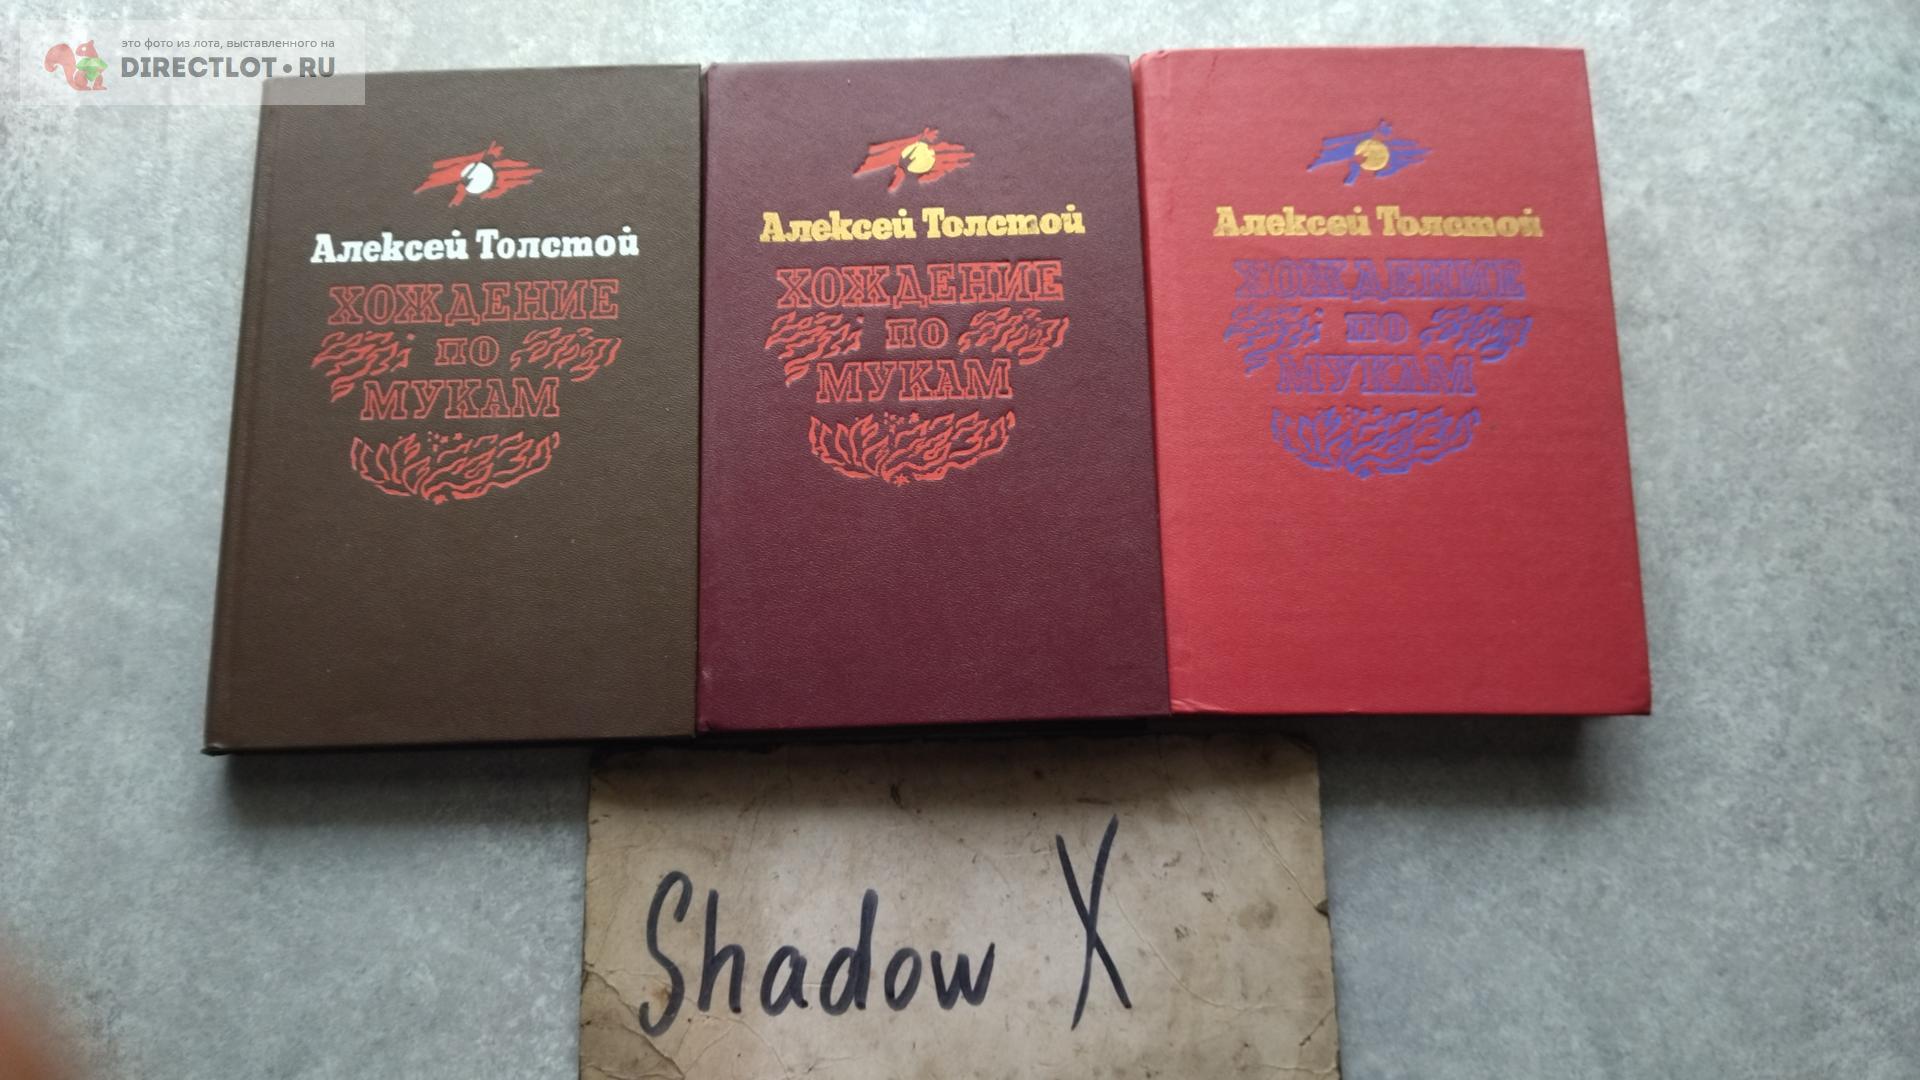 это фото из лота, выставленного на
DIRECTLOT•RU
Алексей Толстой
ХОЖДЕНИЕ
ПО
МУКАМ
Алексей Толстой
ХОЖДЕНИЕ
ПО
МУКАМ
Алексей Толстой
ХОЖДЕНИЕ
ПО
МУКАМ
Shadow X